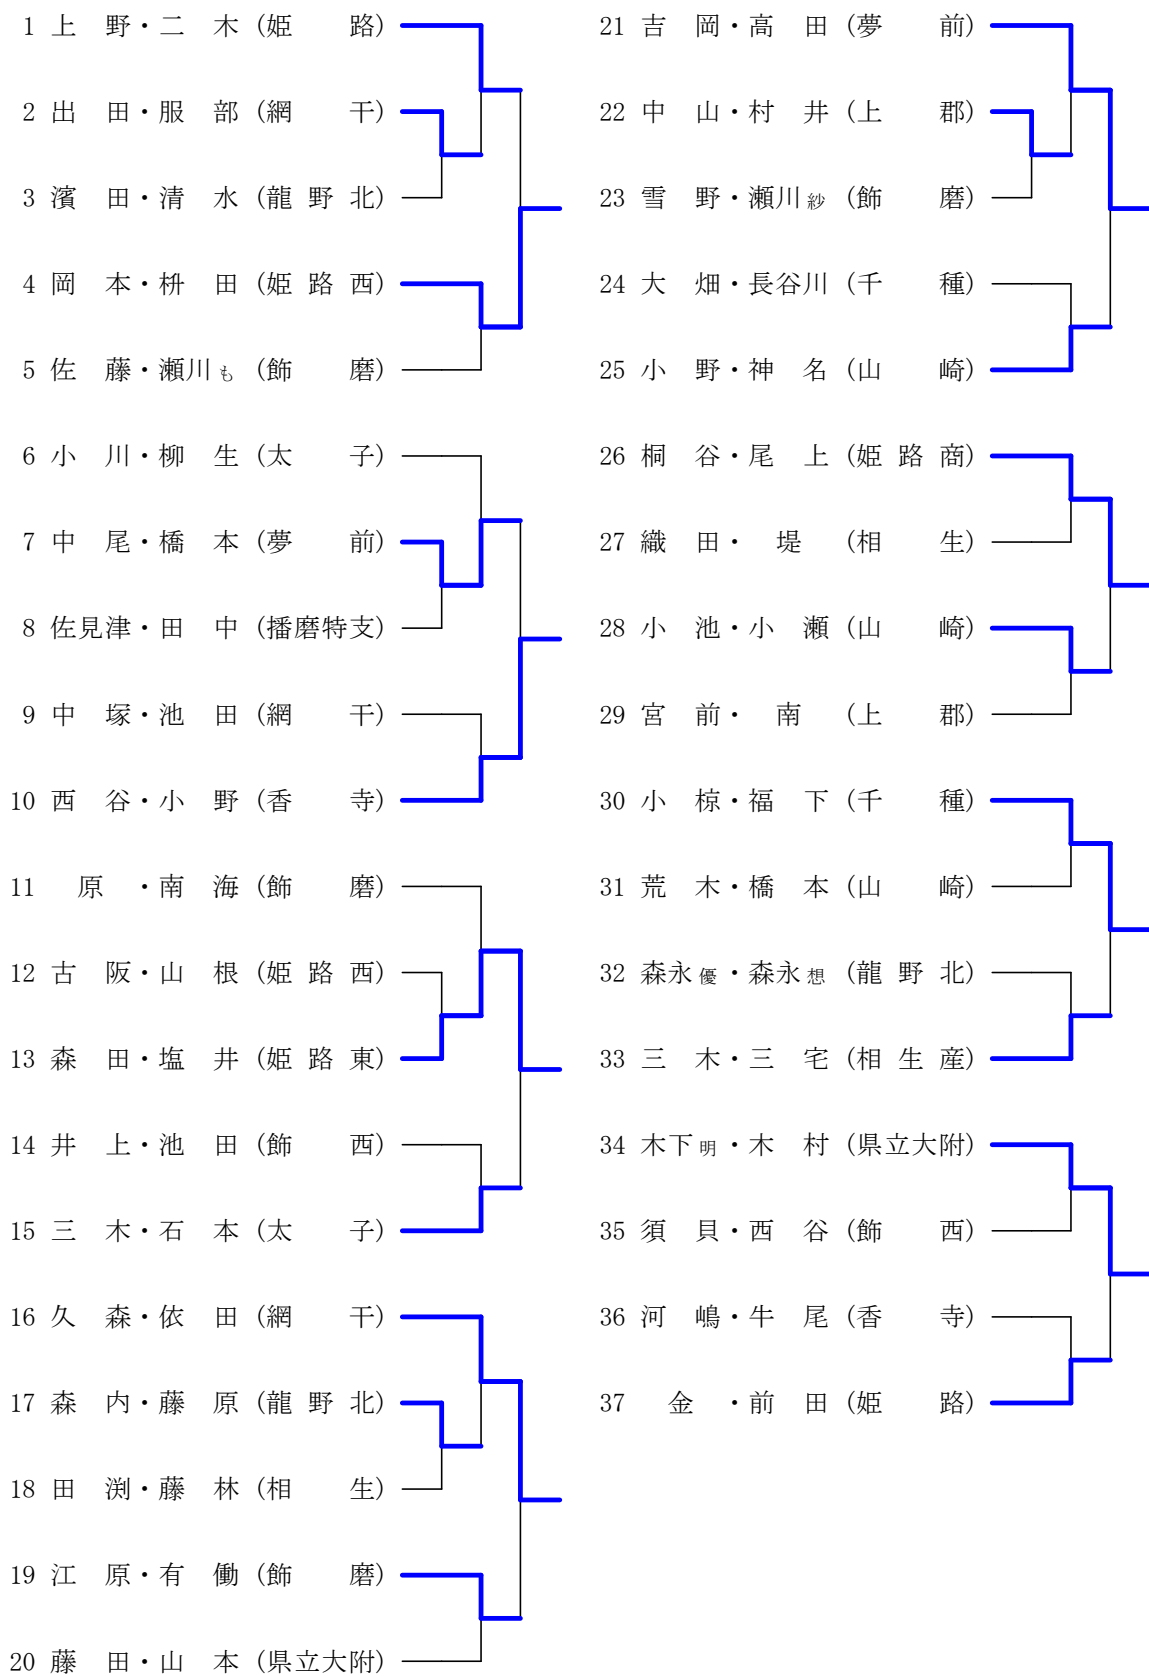 1 上 野・二 木 (姫 路)
2 出 田・服 部 (網 干)
3 濱 田・清 水 (龍 野 北)
4 岡 本・枡 田 (姫 路 西)
5 佐 藤・瀬川も (飾 磨)
6 小 川・柳 生 (太 子)
7 中 尾・橋 本 (夢 前)
8 佐見津・田 中 (播磨特支)
9 中 塚・池 田 (網 干)
10 西 谷・小 野 (香 寺)
11 原 ・南 海 (飾 磨)
12 古 阪・山 根 (姫 路 西)
13 森 田・塩 井 (姫 路 東)
14 井 上・池 田 (飾 西)
15 三 木・石 本 (太 子)
16 久 森・依 田 (網 干)
17 森 内・藤 原 (龍 野 北)
18 田 渕・藤 林 (相 生)
19 江 原・有 働 (飾 磨)
20 藤 田・山 本 (県立大附)
21 吉 岡・高 田 (夢 前)
22 中 山・村 井 (上 郡)
23 雪 野・瀬川紗 (飾 磨)
24 大 畑・長谷川 (千 種)
25 小 野・神 名 (山 崎)
26 桐 谷・尾 上 (姫 路 商)
27 織 田・ 堤 (相 生)
28 小 池・小 瀬 (山 崎)
29 宮 前・ 南 (上 郡)
30 小 椋・福 下 (千 種)
31 荒 木・橋 本 (山 崎)
32 森永優・森永想 (龍 野 北)
33 三 木・三 宅 (相 生 産)
34 木下明・木 村 (県立大附)
35 須 貝・西 谷 (飾 西)
36 河 嶋・牛 尾 (香 寺)
37 金 ・前 田 (姫 路)